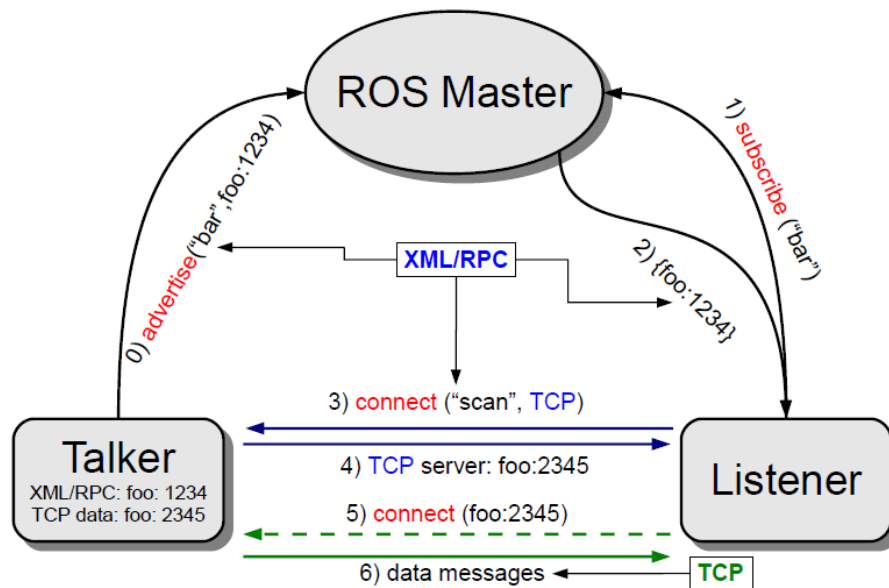 ROS Master
0) advertise("bar",foo:1234)
1) subscribe ("bar")
2) {foo:1234}
XML/RPC
3) connect ("scan", TCP)
Talker
XML/RPC: foo: 1234
TCP data: foo: 2345
4) TCP server: foo:2345
Listener
5) connect (foo:2345)
6) data messages
TCP